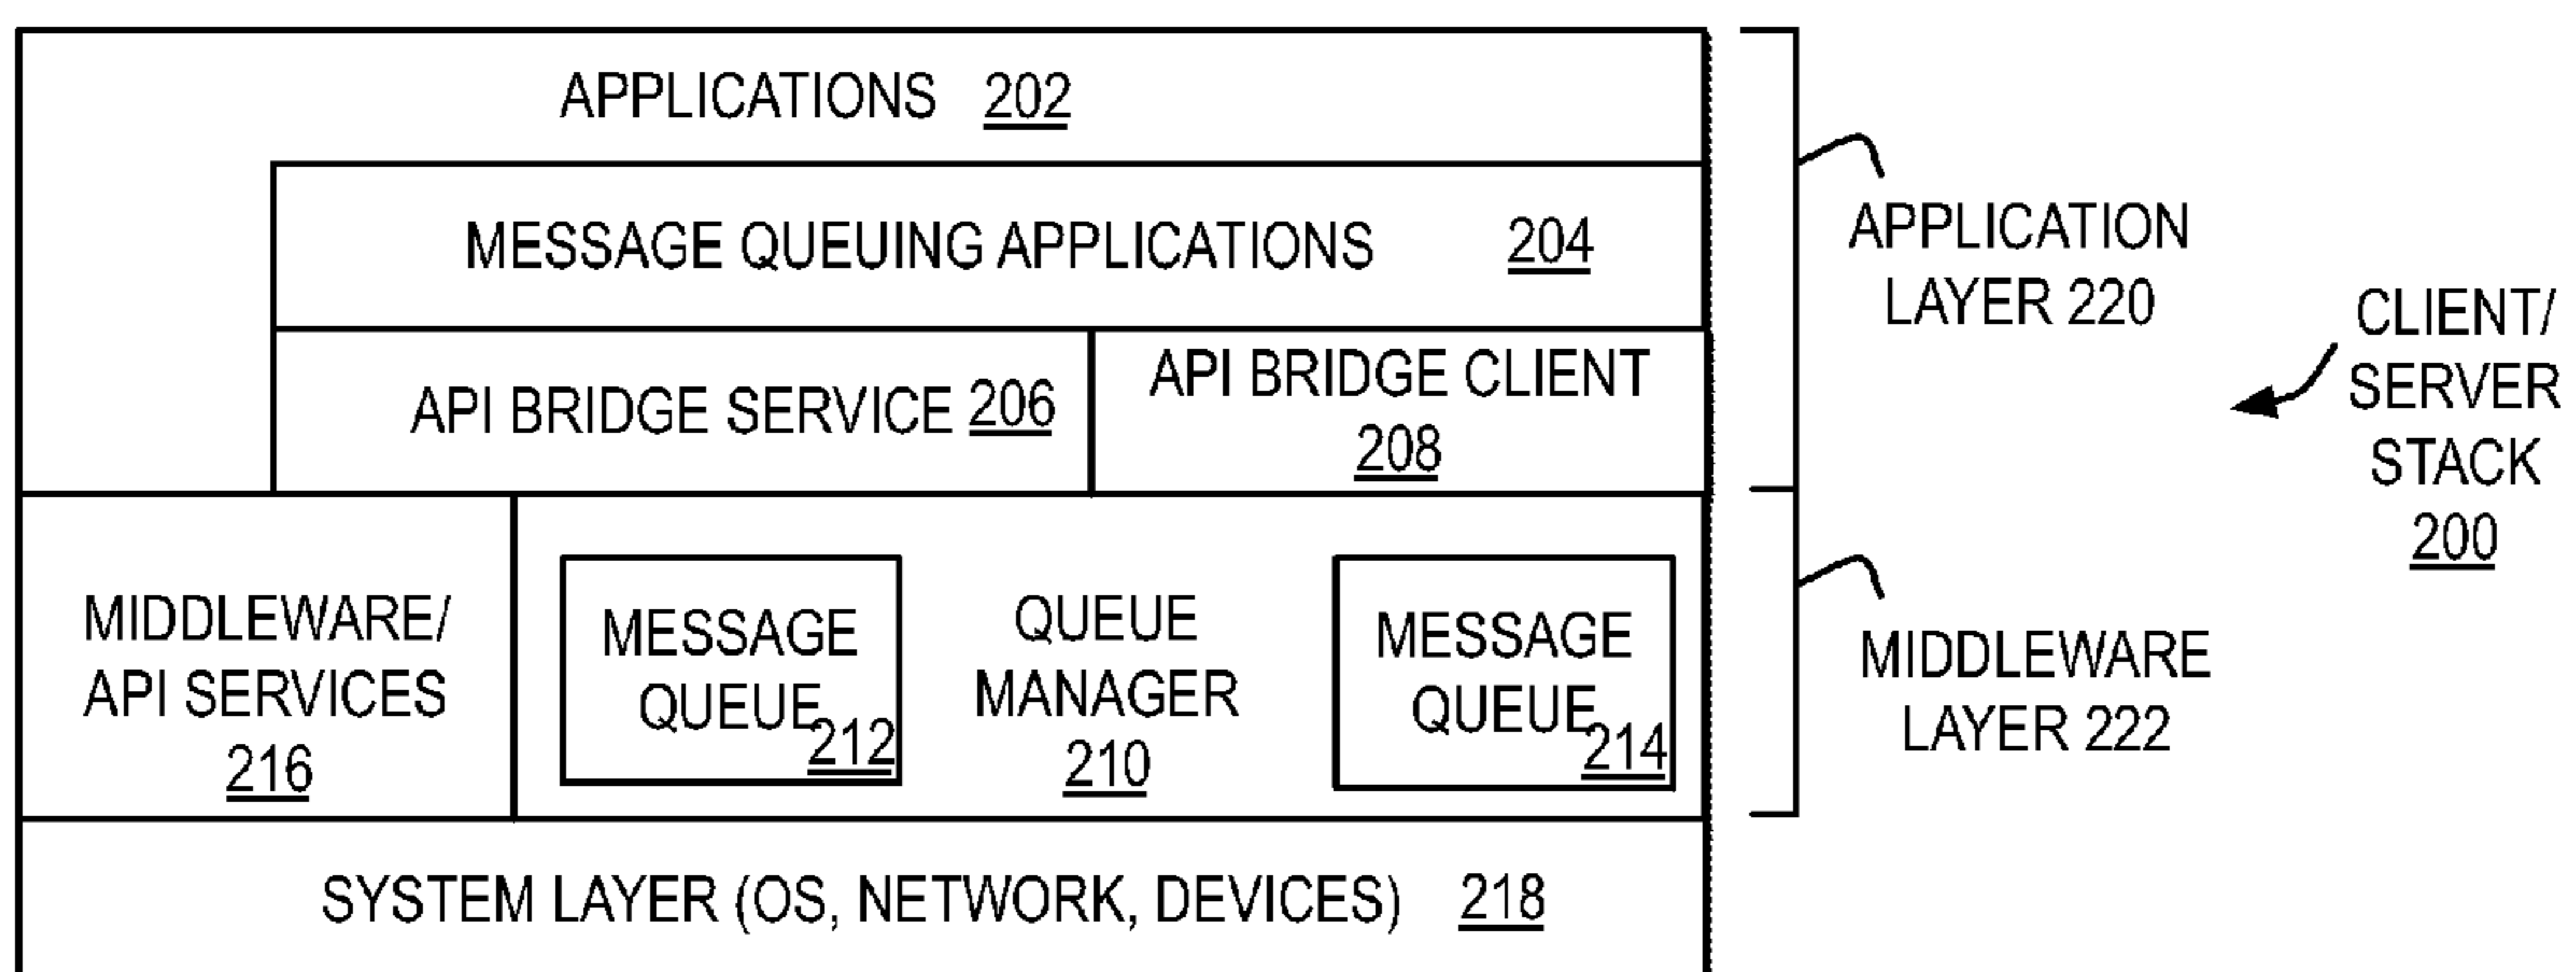 APPLICATIONS 202
MESSAGE QUEUING APPLICATIONS 204
API BRIDGE SERVICE 206
API BRIDGE CLIENT
208
MIDDLEWARE/
API SERVICES
216
MESSAGE
QUEUE
212
QUEUE
MANAGER
210
MESSAGE
QUEUE
214
SYSTEM LAYER (OS, NETWORK, DEVICES) 218
APPLICATION
LAYER 220
MIDDLEWARE
LAYER 222
CLIENT/
SERVER
STACK
200